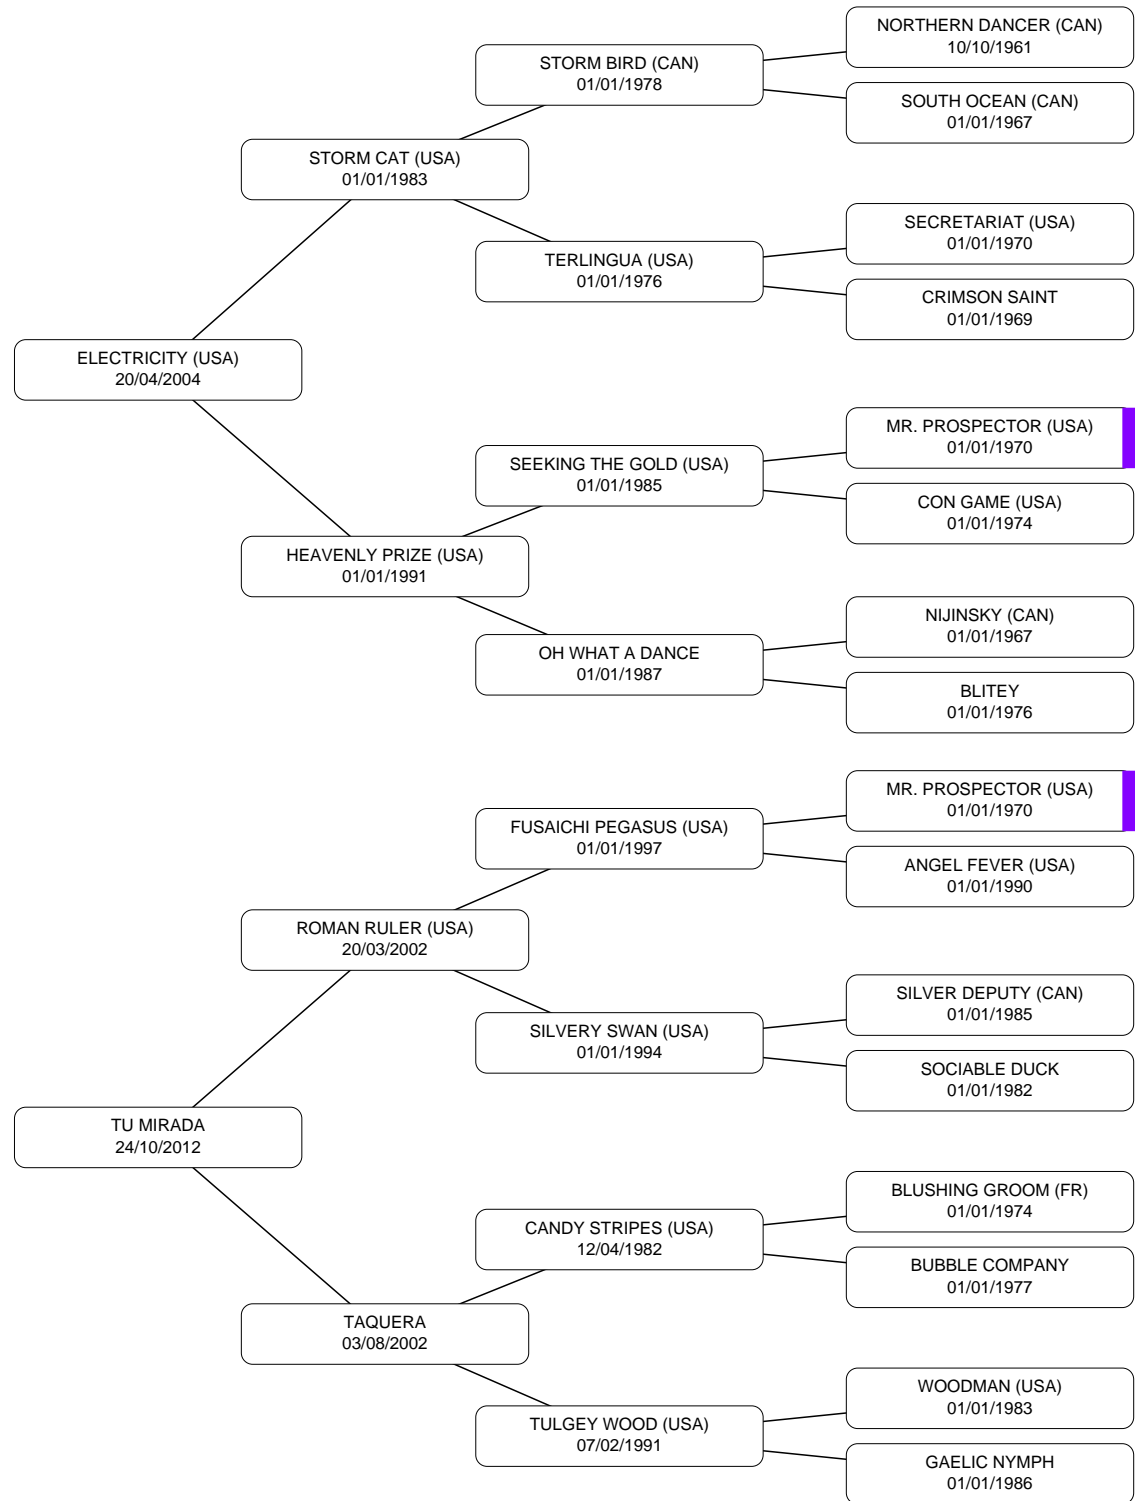 NORTHERN DANCER (CAN)
10/10/1961
STORM BIRD (CAN)
01/01/1978
SOUTH OCEAN (CAN)
01/01/1967
STORM CAT (USA)
01/01/1983
SECRETARIAT (USA)
01/01/1970
TERLINGUA (USA)
01/01/1976
CRIMSON SAINT
01/01/1969
ELECTRICITY (USA)
20/04/2004
MR. PROSPECTOR (USA)
01/01/1970
SEEKING THE GOLD (USA)
01/01/1985
CON GAME (USA)
01/01/1974
HEAVENLY PRIZE (USA)
01/01/1991
NIJINSKY (CAN)
01/01/1967
OH WHAT A DANCE
01/01/1987
BLITEY
01/01/1976
MR. PROSPECTOR (USA)
01/01/1970
FUSAICHI PEGASUS (USA)
01/01/1997
ANGEL FEVER (USA)
01/01/1990
ROMAN RULER (USA)
20/03/2002
SILVER DEPUTY (CAN)
01/01/1985
SILVERY SWAN (USA)
01/01/1994
SOCIABLE DUCK
01/01/1982
TU MIRADA
24/10/2012
BLUSHING GROOM (FR)
01/01/1974
CANDY STRIPES (USA)
12/04/1982
BUBBLE COMPANY
01/01/1977
TAQUERA
03/08/2002
WOODMAN (USA)
01/01/1983
TULGEY WOOD (USA)
07/02/1991
GAELIC NYMPH
01/01/1986